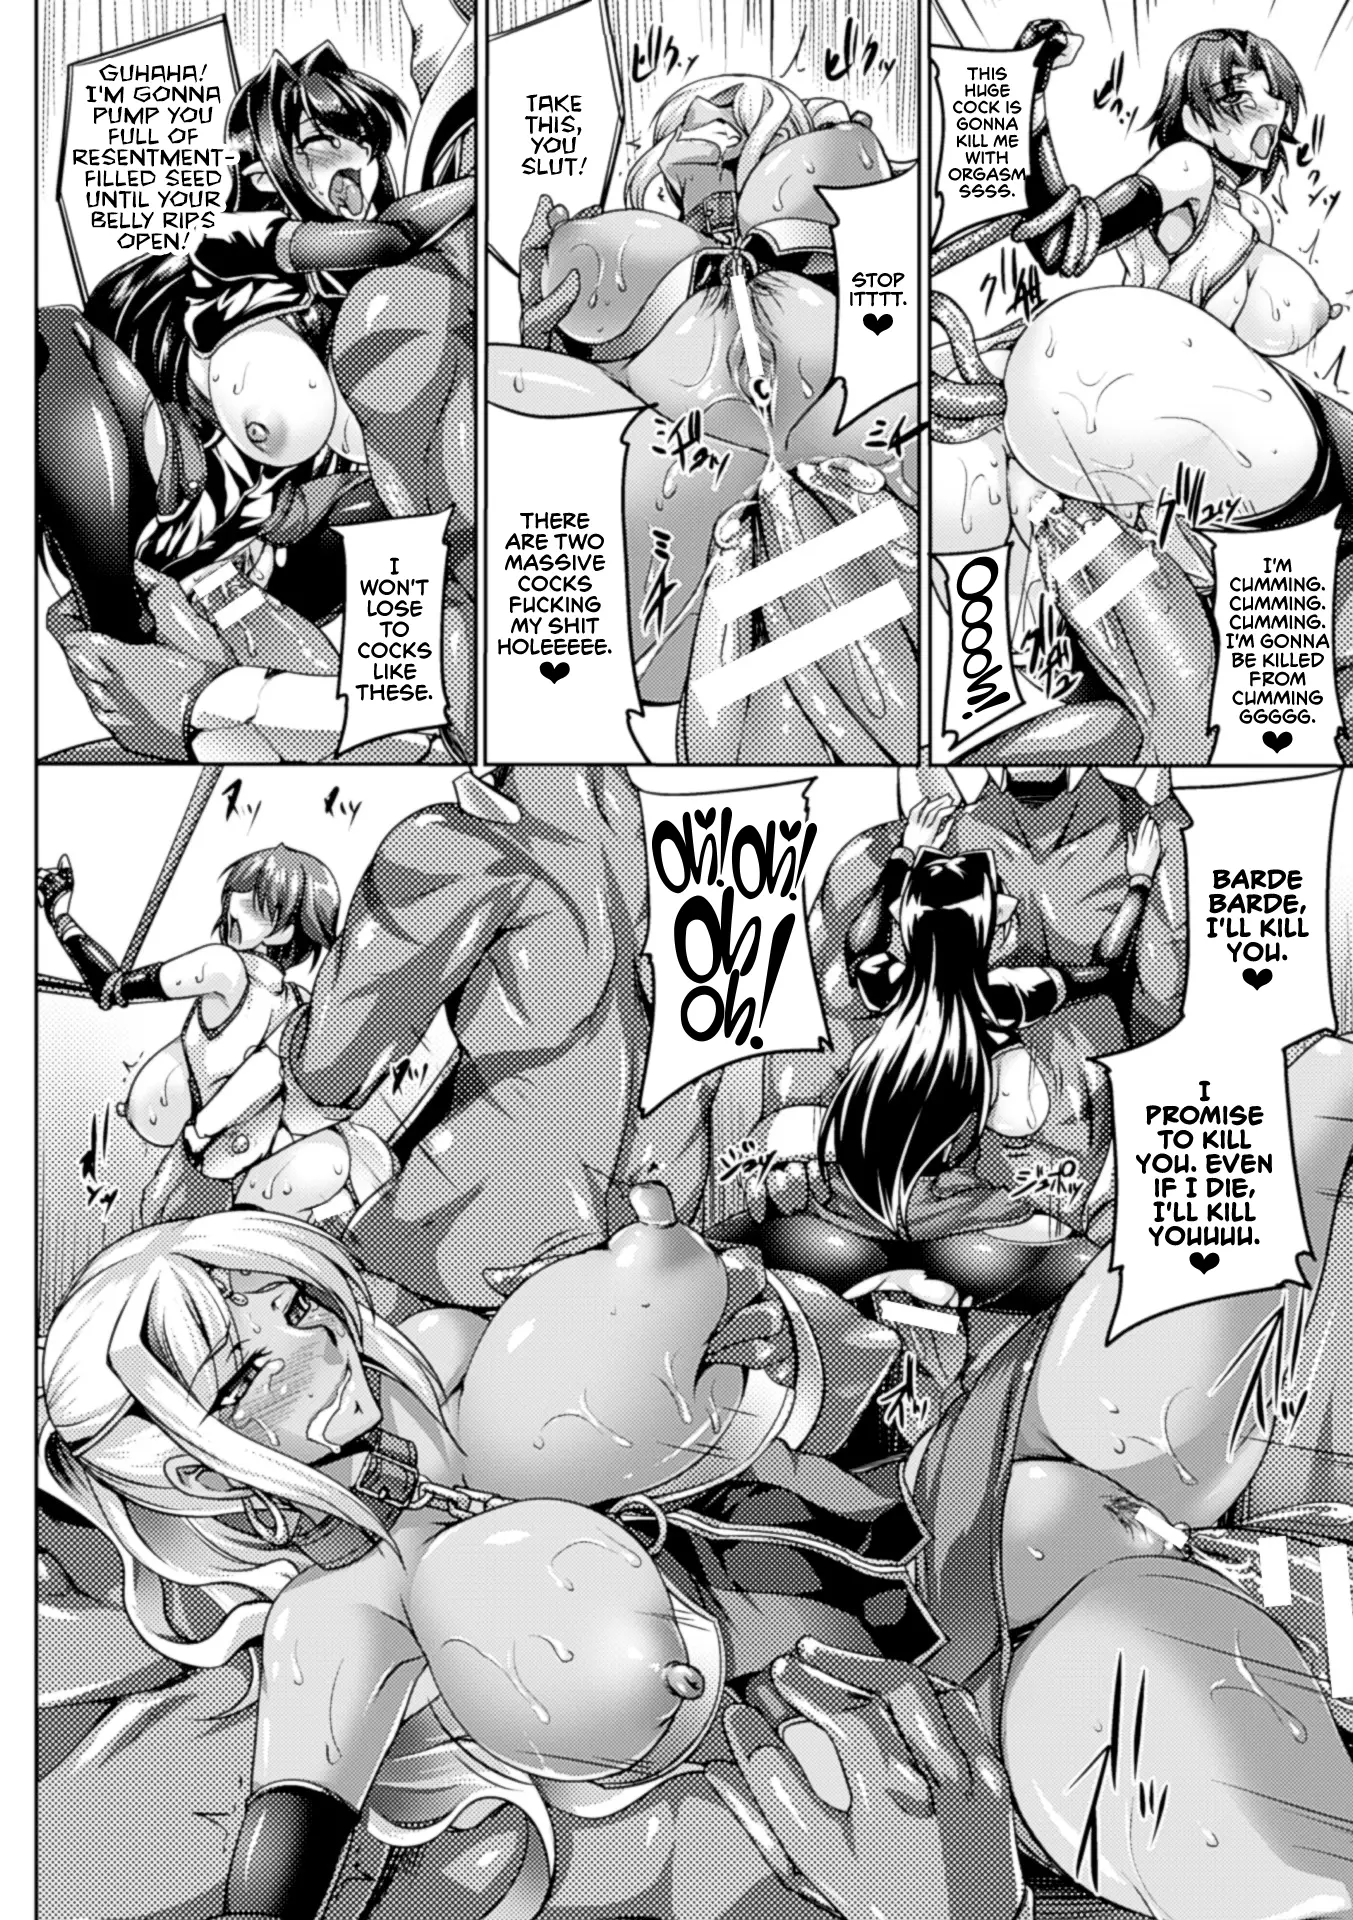 THIS
HUGE
COCK IS
GONNA
KILL ME
WITH
ORGASM
SSSS.
OOOOH!
I'M
CUMMING.
CUMMING.
CUMMING.
I'M GONNA
BE KILLED
FROM
CUMMING
GGGGG.
TAKE
THIS,
YOU
SLUT!
STOP
ITTTT.
THERE
ARE TWO
MASSIVE
COCKS
FUCKING
MY SHIT
HOLEEEEE.
GUHAHA!
I'M GONNA
PUMP YOU
FULL OF
RESENTMENT-
FILLED SEED
UNTIL YOUR
BELLY RIPS
OPEN!
I
WON'T
LOSE
TO
COCKS
LIKE
THESE.
BARDE
BARDE,
I'LL KILL
YOU.
I
PROMISE
TO KILL
YOU. EVEN
IF I DIE,
I'LL KILL
YOUUUU.
OH! OH!
OH
OH!